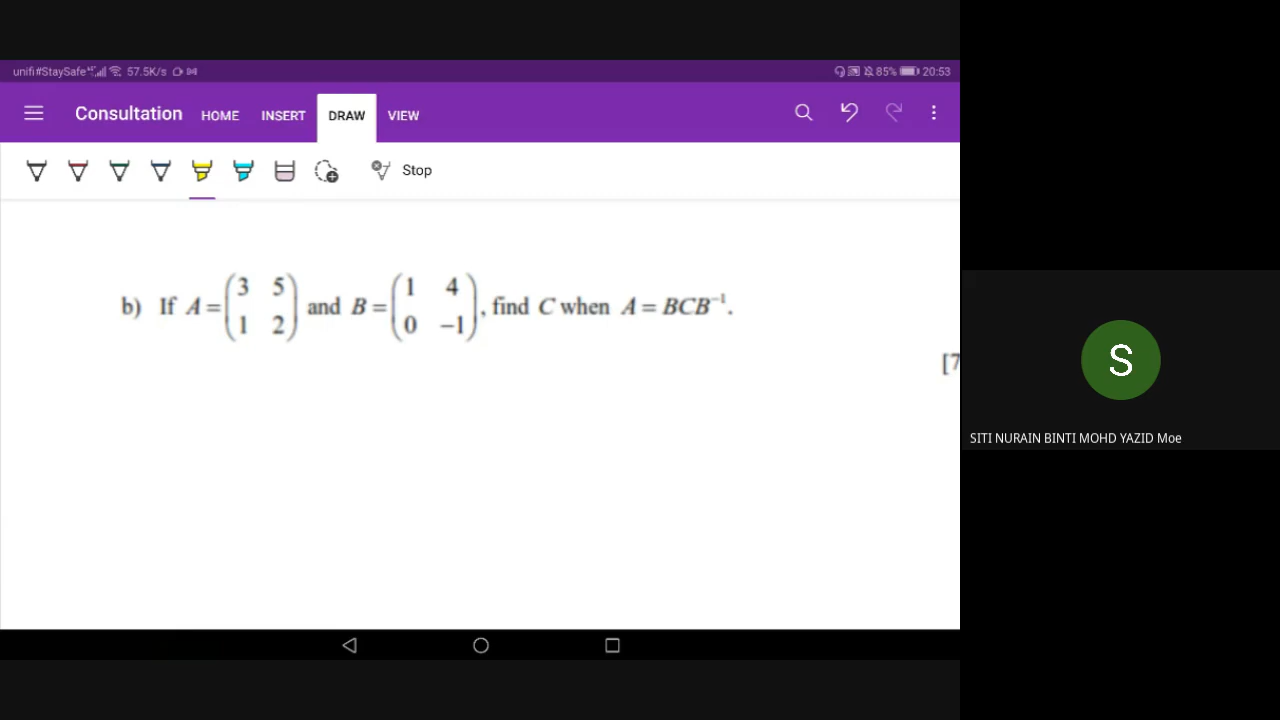 unifi#StaySafe 4G 57.5K/s 85% 20:53
Consultation HOME INSERT DRAW VIEW
Stop
b) If A = (3 5 1 2) and B = (1 4 0 −1), find C when A = BCB⁻¹.
[7
S
SITI NURAIN BINTI MOHD YAZID Moe